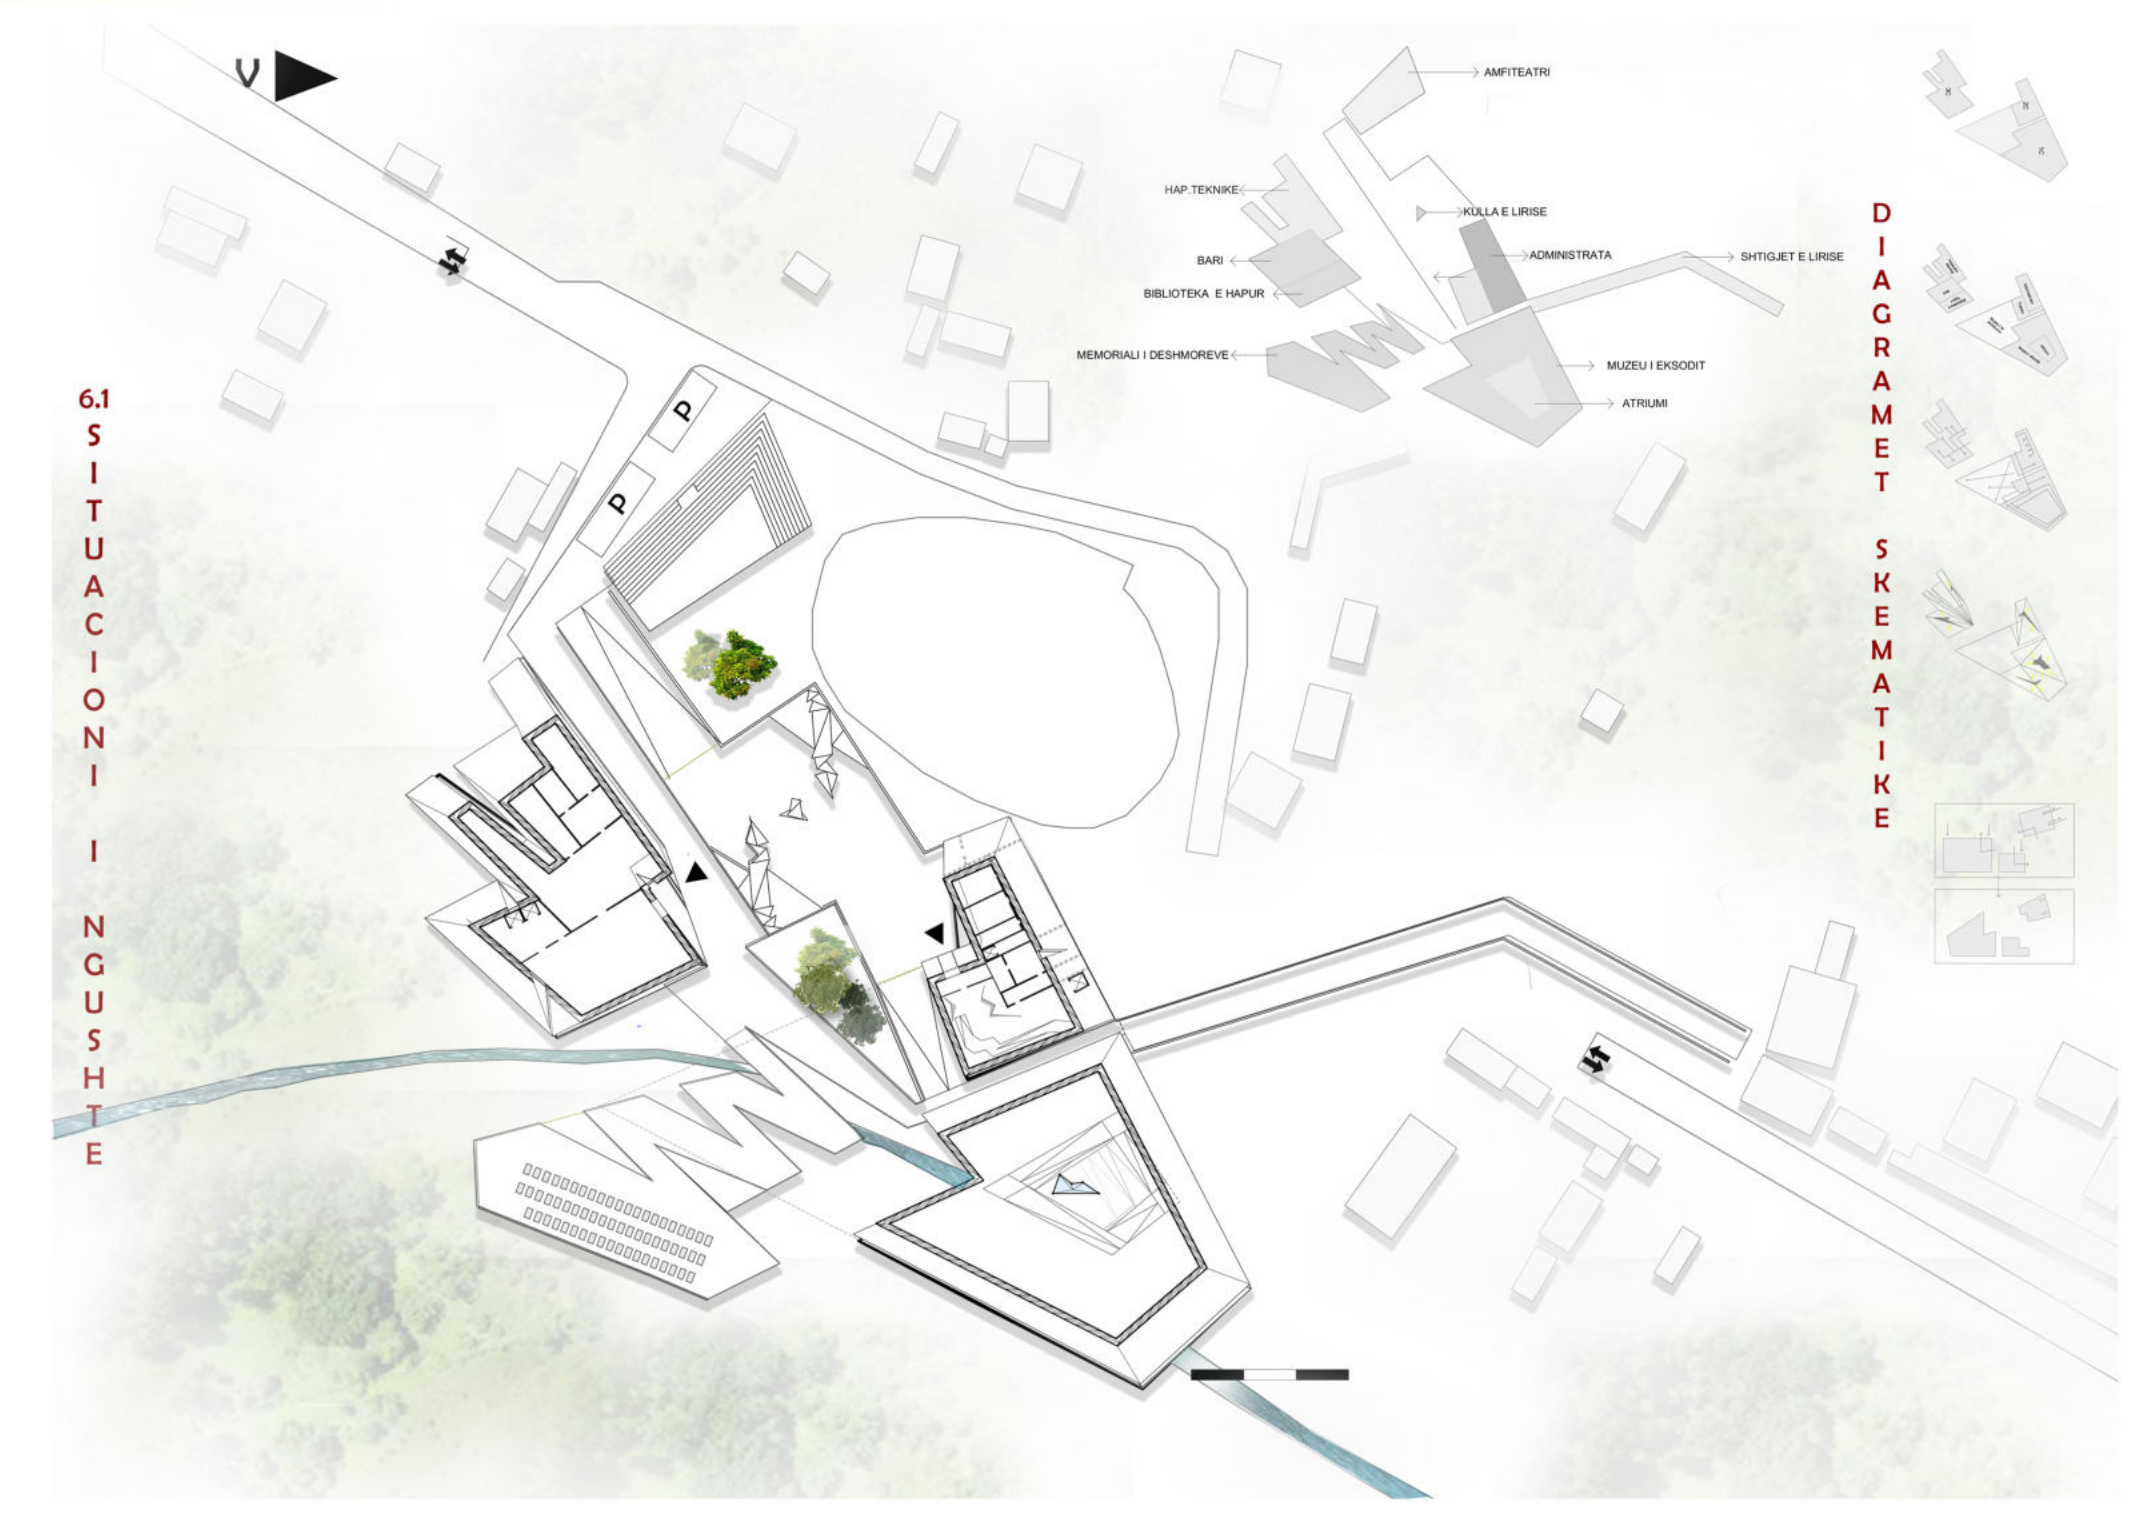 6.1 SITUACIONI I NGUSHTE
V
P
P
AMFITEATRI
HAP.TEKNIKE
KULLA E LIRISE
BARI
ADMINISTRATA
SHTIGJET E LIRISE
BIBLIOTEKA E HAPUR
MEMORIALI I DESHMOREVE
MUZEU I EKSODIT
ATRIUMI
DIAGRAMET SKEMATIKE